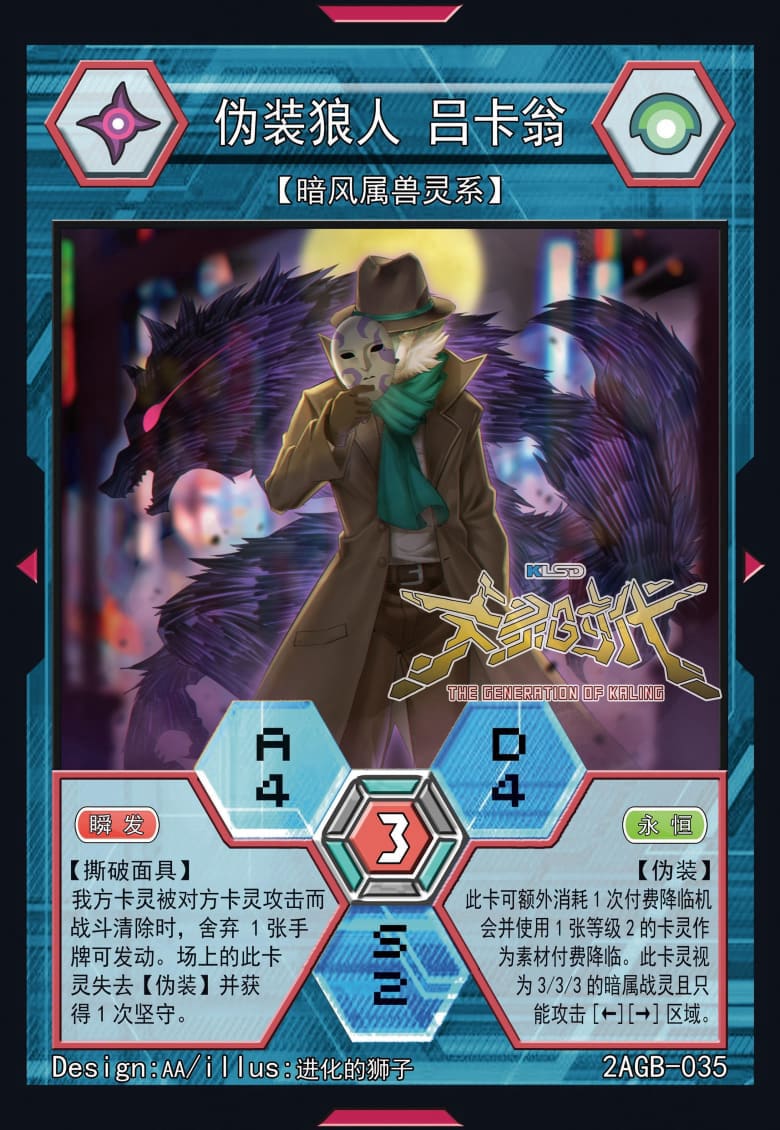 伪装狼人 吕卡翁
【暗风属兽灵系】
KLSD
卡灵时代
THE GENERATION OF KALING
A
4
D
4
3
S
2
瞬发
【撕破面具】
我方卡灵被对方卡灵攻击而
战斗清除时，舍弃 1 张手
牌可发动。场上的此卡
灵失去【伪装】并获
得 1 次坚守。
永恒
【伪装】
此卡可额外消耗 1 次付费降临机
会并使用 1 张等级 2 的卡灵作
为素材付费降临。此卡灵视
为 3/3/3 的暗属战灵且只
能攻击 [←][→] 区域。
Design:AA/illus:进化的狮子
2AGB-035